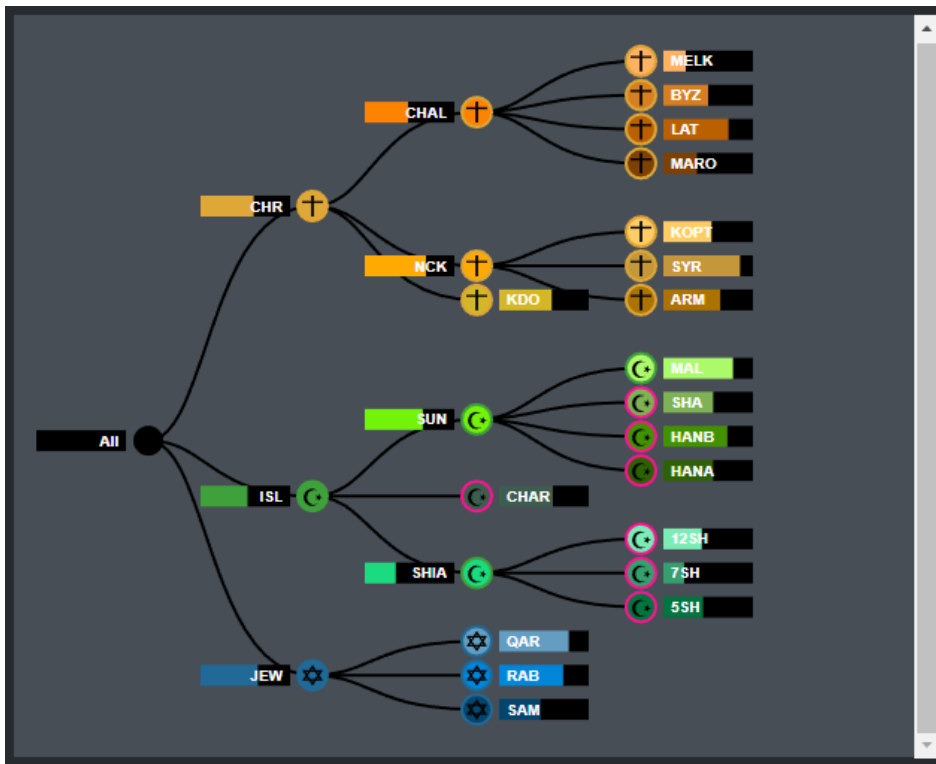 MELK
BYZ
CHAL
LAT
MARO
CHR
KOPT
NCK
SYR
KDO
ARM
MAL
SHA
SUN
HANB
All
HANA
ISL
CHAR
12SH
SHIA
7SH
5SH
QAR
JEW
RAB
SAM